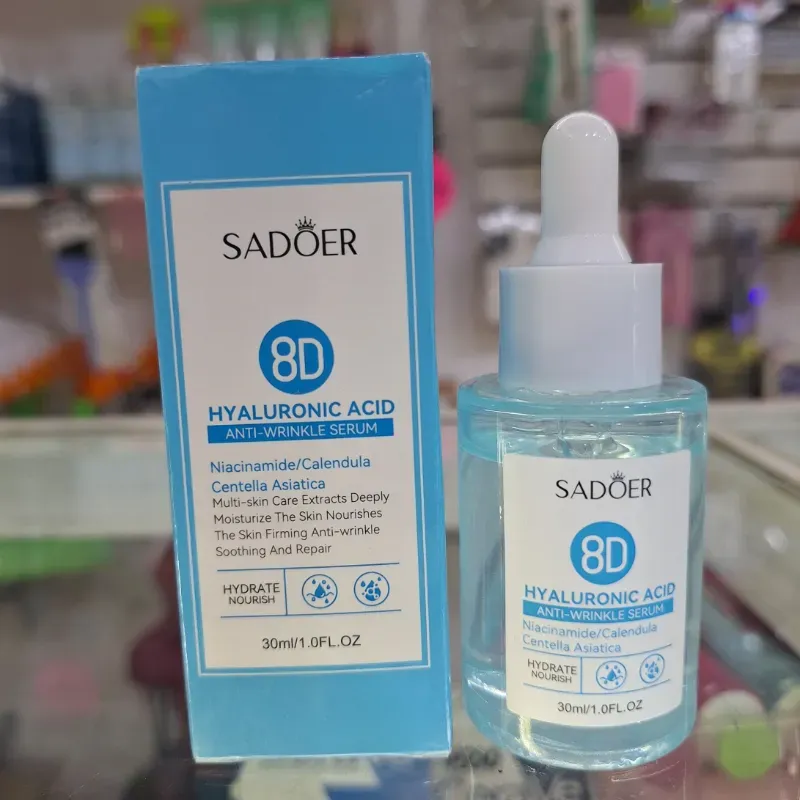 SADOER
8D
HYALURONIC ACID
ANTI-WRINKLE SERUM
Niacinamide/Calendula
Centella Asiatica
Multi-skin Care Extracts Deeply
Moisturize The Skin Nourishes
The Skin Firming Anti-wrinkle
Soothing And Repair
HYDRATE
NOURISH
30ml/1.0FL.OZ
SADOER
8D
HYALURONIC ACID
ANTI-WRINKLE SERUM
Niacinamide/Calendula
Centella Asiatica
HYDRATE
NOURISH
30ml/1.0FL.OZ